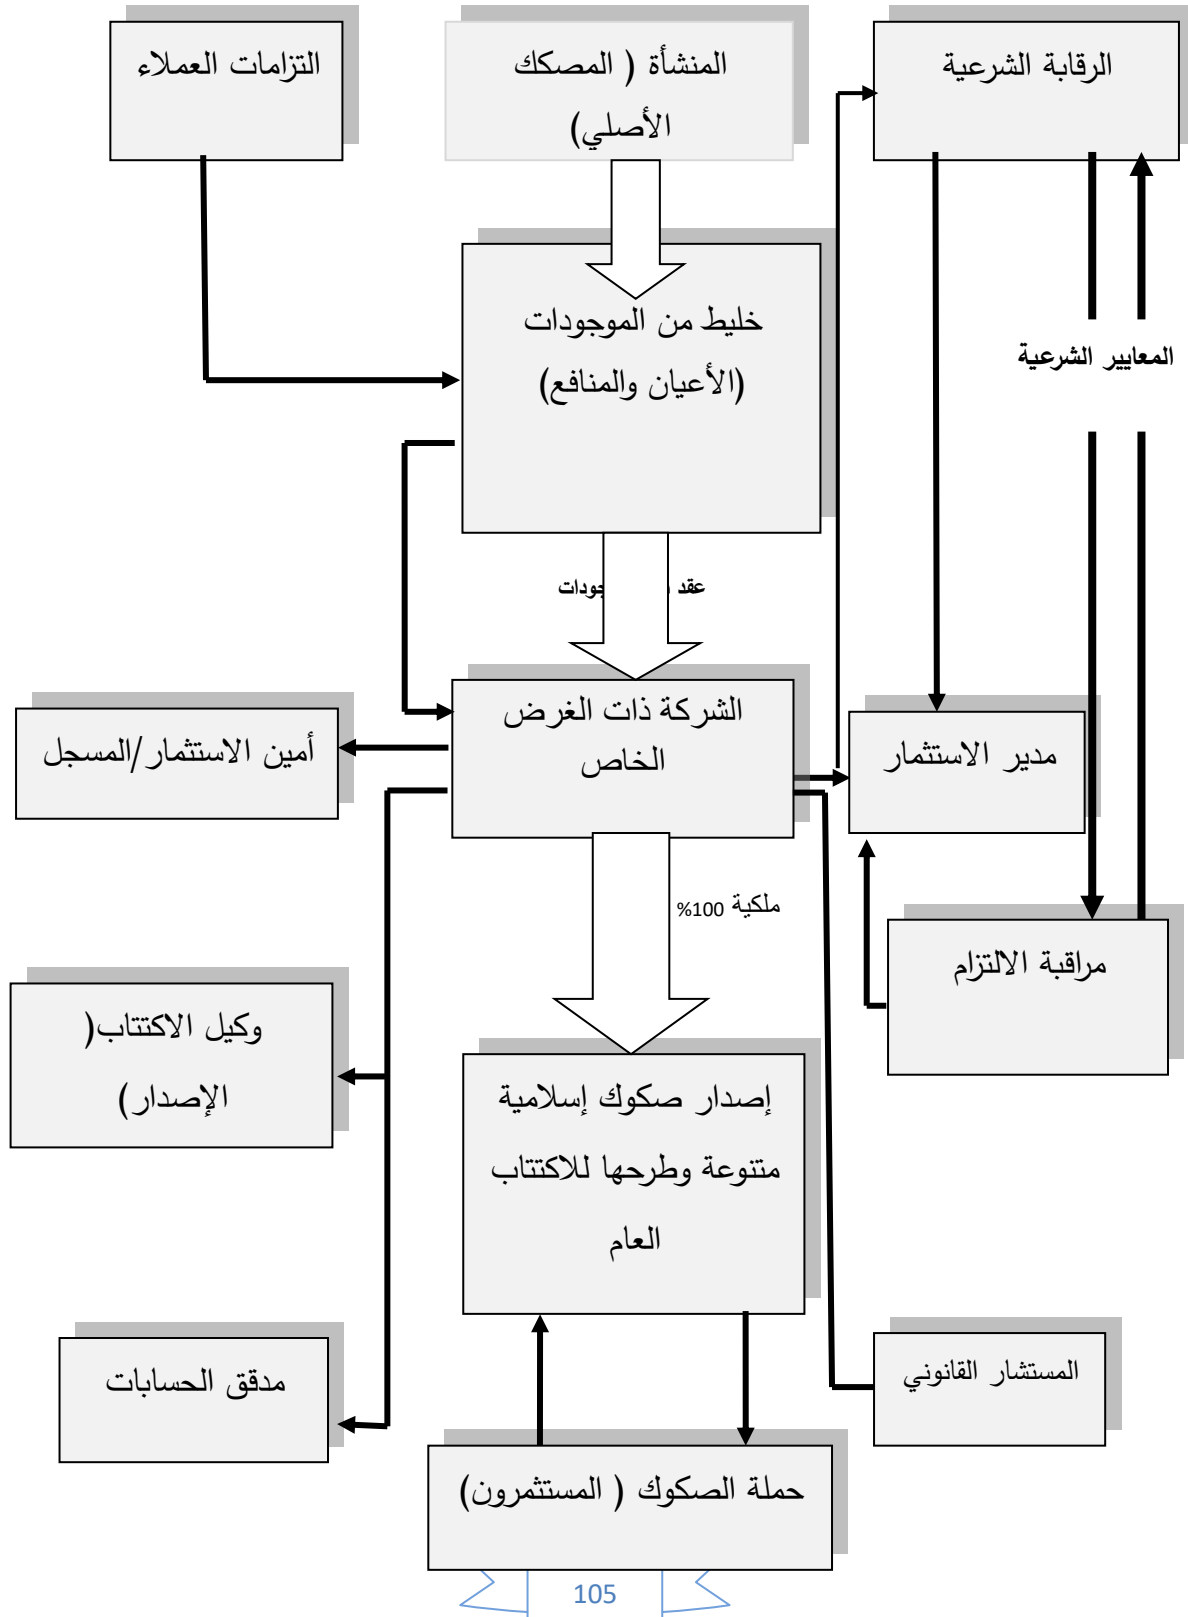 الرقابة الشرعية
المنشأة ( المصكك
الأصلي)
التزامات العملاء
خليط من الموجودات
(الأعيان والمنافع)
المعايير الشرعية
عقد
جودات
الشركة ذات الغرض
الخاص
مدير الاستثمار
أمين الاستثمار/المسجل
ملكية 100%
مراقبة الالتزام
وكيل الاكتتاب(
الإصدار)
إصدار صكوك إسلامية
متنوعة وطرحها للاكتتاب
العام
المستشار القانوني
مدقق الحسابات
حملة الصكوك ( المستثمرون)
105